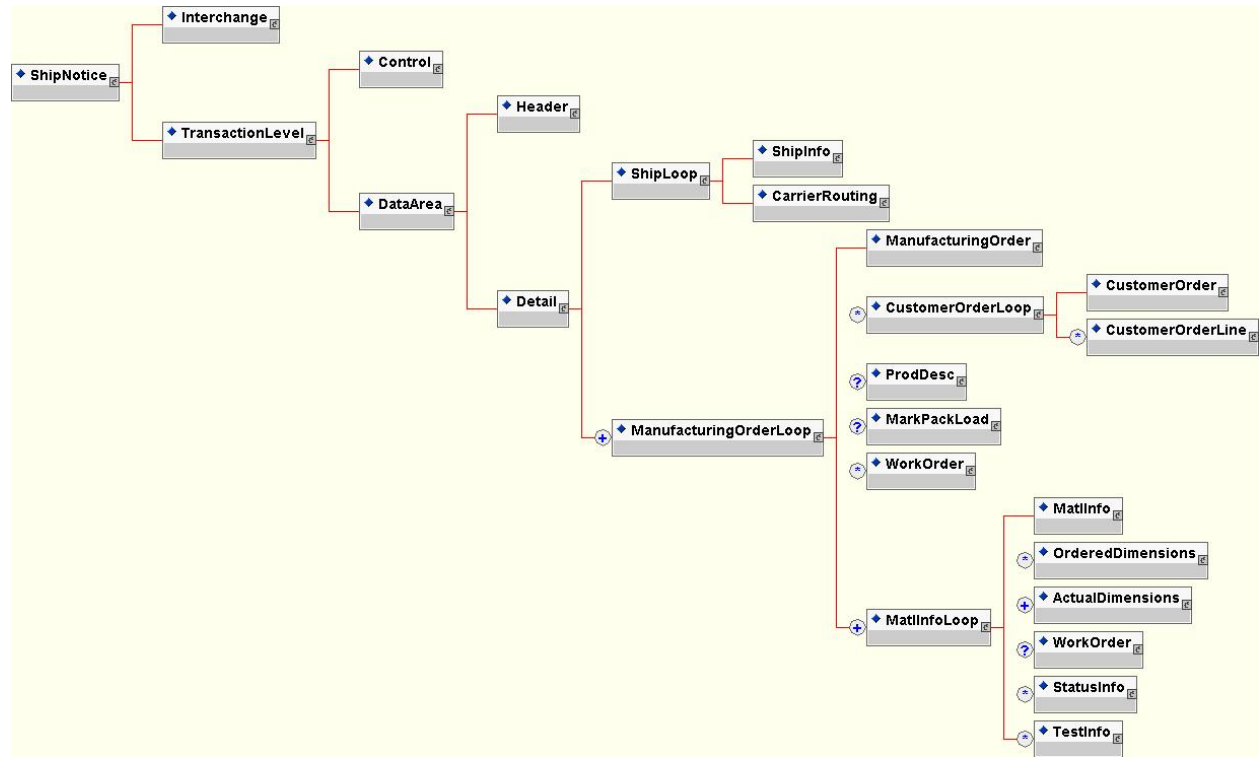 Interchange
ShipNotice
Control
TransactionLevel
Header
ShipInfo
ShipLoop
CarrierRouting
DataArea
ManufacturingOrder
CustomerOrder
Detail
* CustomerOrderLoop
* CustomerOrderLine
? ProdDesc
? MarkPackLoad
+ ManufacturingOrderLoop
* WorkOrder
MatlInfo
* OrderedDimensions
+ ActualDimensions
+ MatlInfoLoop
? WorkOrder
* StatusInfo
* TestInfo